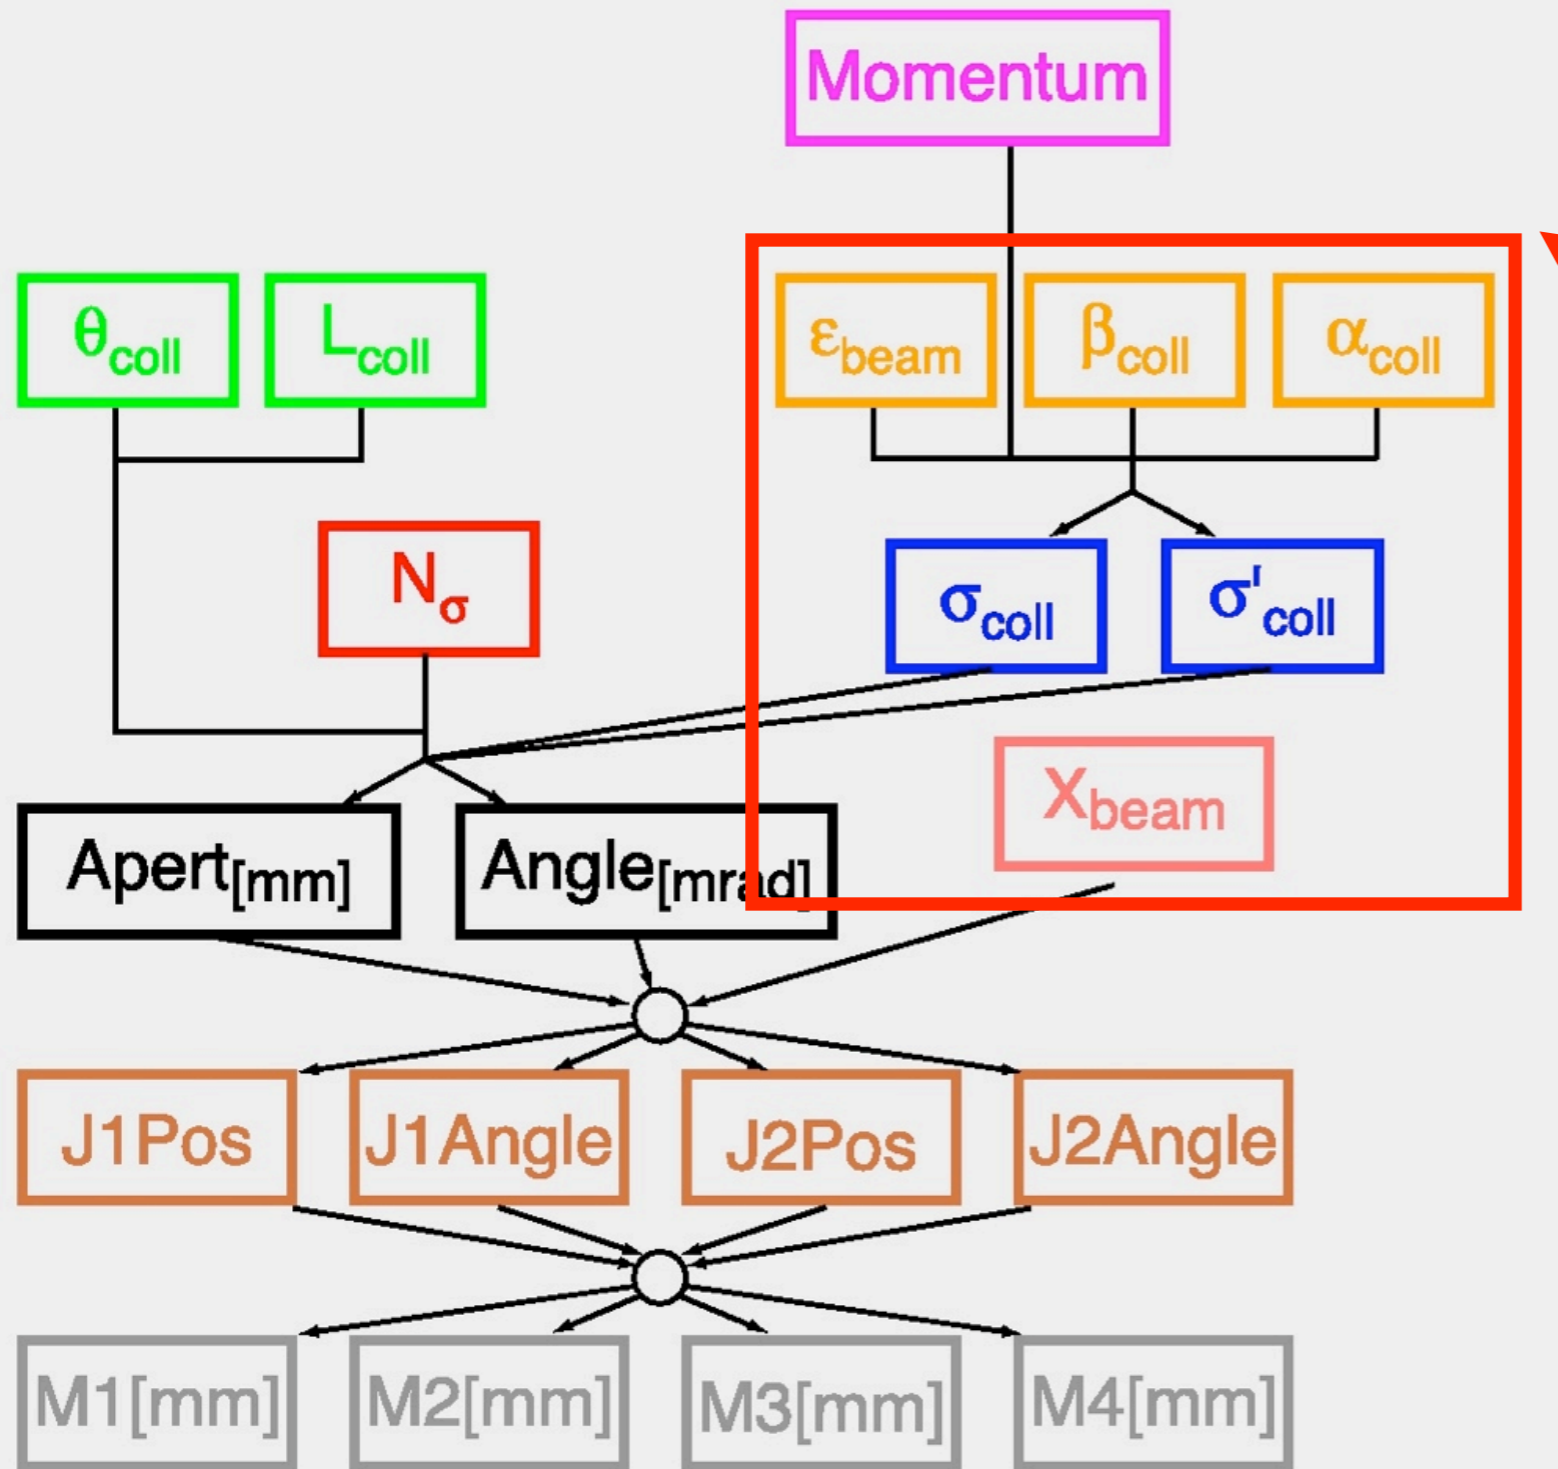 Momentum
θcoll Lcoll εbeam βcoll αcoll
Nσ σcoll σ'coll
Xbeam
Apert[mm] Angle[mrad]
J1Pos J1Angle J2Pos J2Angle
M1[mm] M2[mm] M3[mm] M4[mm]